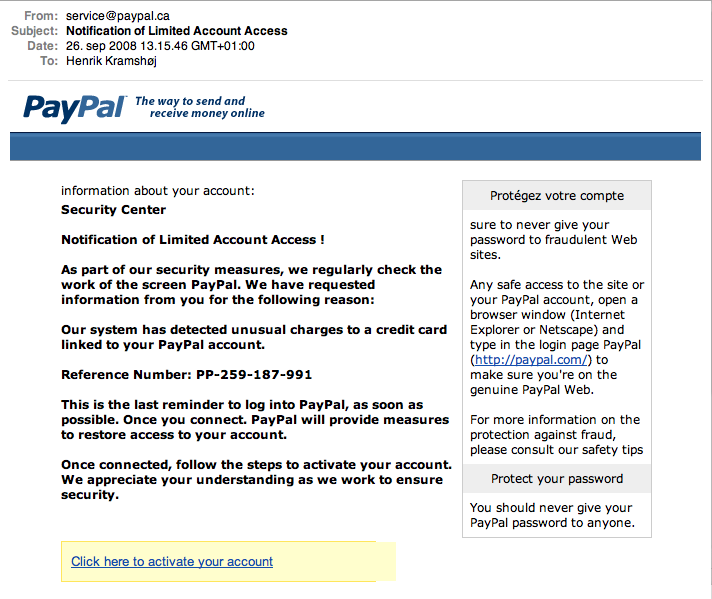 From: service@paypal.ca
Subject: Notification of Limited Account Access
Date: 26. sep 2008 13.15.46 GMT+01:00
To: Henrik Kramshøj
PayPal™ The way to send and
receive money online
information about your account:
Security Center
Notification of Limited Account Access !
As part of our security measures, we regularly check the
work of the screen PayPal. We have requested
information from you for the following reason:
Our system has detected unusual charges to a credit card
linked to your PayPal account.
Reference Number: PP-259-187-991
This is the last reminder to log into PayPal, as soon as
possible. Once you connect. PayPal will provide measures
to restore access to your account.
Once connected, follow the steps to activate your account.
We appreciate your understanding as we work to ensure
security.
Click here to activate your account
Protégez votre compte
sure to never give your
password to fraudulent Web
sites.
Any safe access to the site or
your PayPal account, open a
browser window (Internet
Explorer or Netscape) and
type in the login page PayPal
(http://paypal.com/) to
make sure you're on the
genuine PayPal Web.
For more information on the
protection against fraud,
please consult our safety tips
Protect your password
You should never give your
PayPal password to anyone.